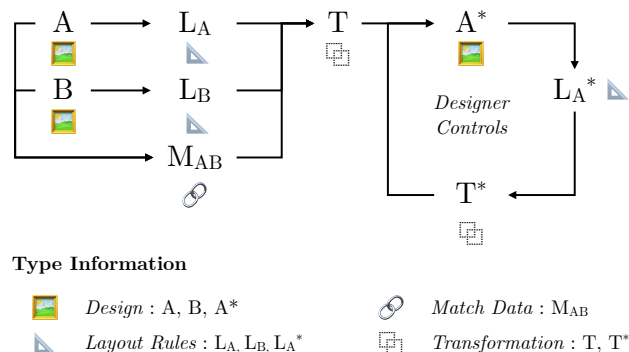 A L_A T A*
B L_B Designer L_A*
Controls
M_AB
T*
Type Information
Design : A, B, A* Match Data : M_AB
Layout Rules : L_A, L_B, L_A* Transformation : T, T*